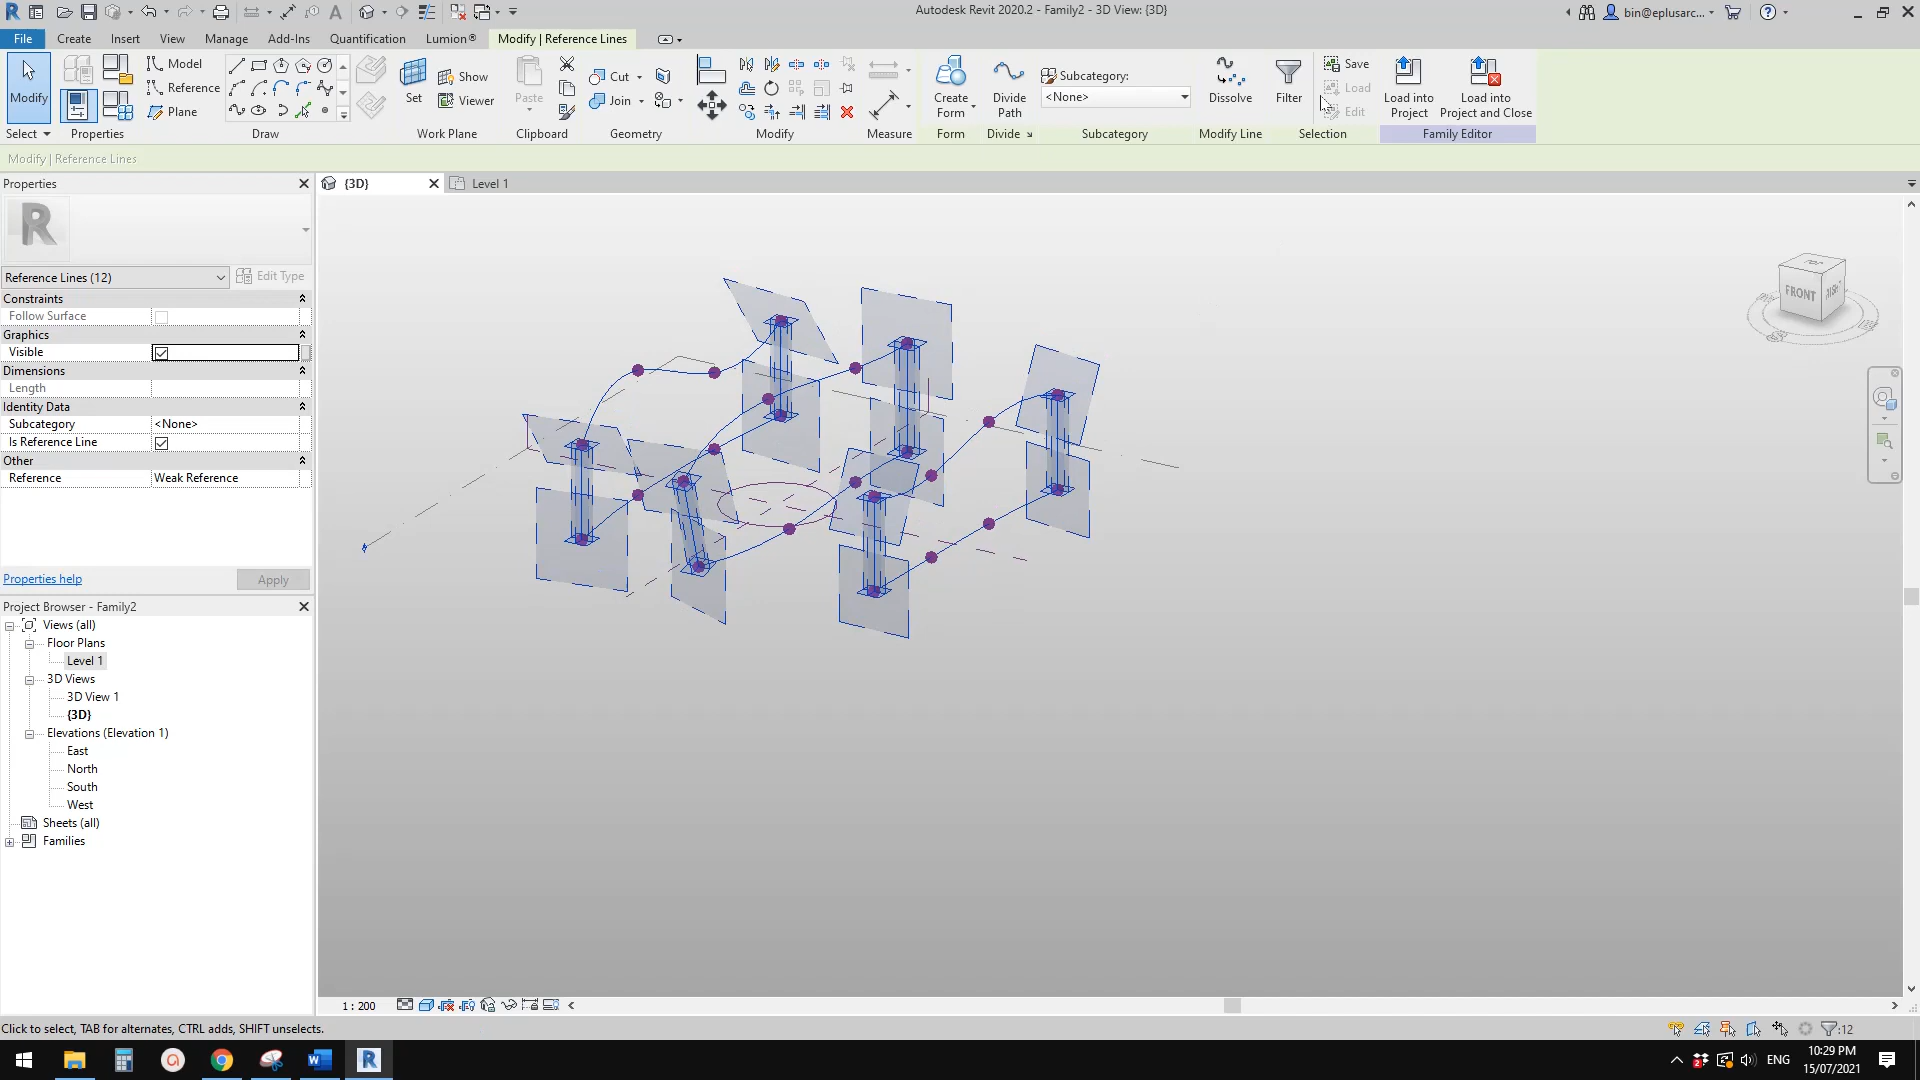 Autodesk Revit 2020.2 - Family2 - 3D View: {3D}
bin@eplusarc...
File Create Insert View Manage Add-Ins Quantification Lumion® Modify | Reference Lines
Modify
Select
Properties
Model
Reference
Plane
Draw
Set
Show
Viewer
Work Plane
Paste
Clipboard
Cut
Join
Geometry
Modify
Measure
Create Form
Form
Divide Path
Divide
Subcategory:
<None>
Subcategory
Dissolve
Modify Line
Filter
Save
Load
Edit
Selection
Load into Project
Load into Project and Close
Family Editor
Modify | Reference Lines
Properties
{3D}
Level 1
R
Reference Lines (12)
Edit Type
Constraints
Follow Surface
Graphics
Visible
Dimensions
Length
Identity Data
Subcategory <None>
Is Reference Line
Other
Reference Weak Reference
Properties help
Apply
Project Browser - Family2
Views (all)
Floor Plans
Level 1
3D Views
3D View 1
{3D}
Elevations (Elevation 1)
East
North
South
West
Sheets (all)
Families
FRONT
1 : 200
Click to select, TAB for alternates, CTRL adds, SHIFT unselects.
:12
ENG
10:29 PM
15/07/2021